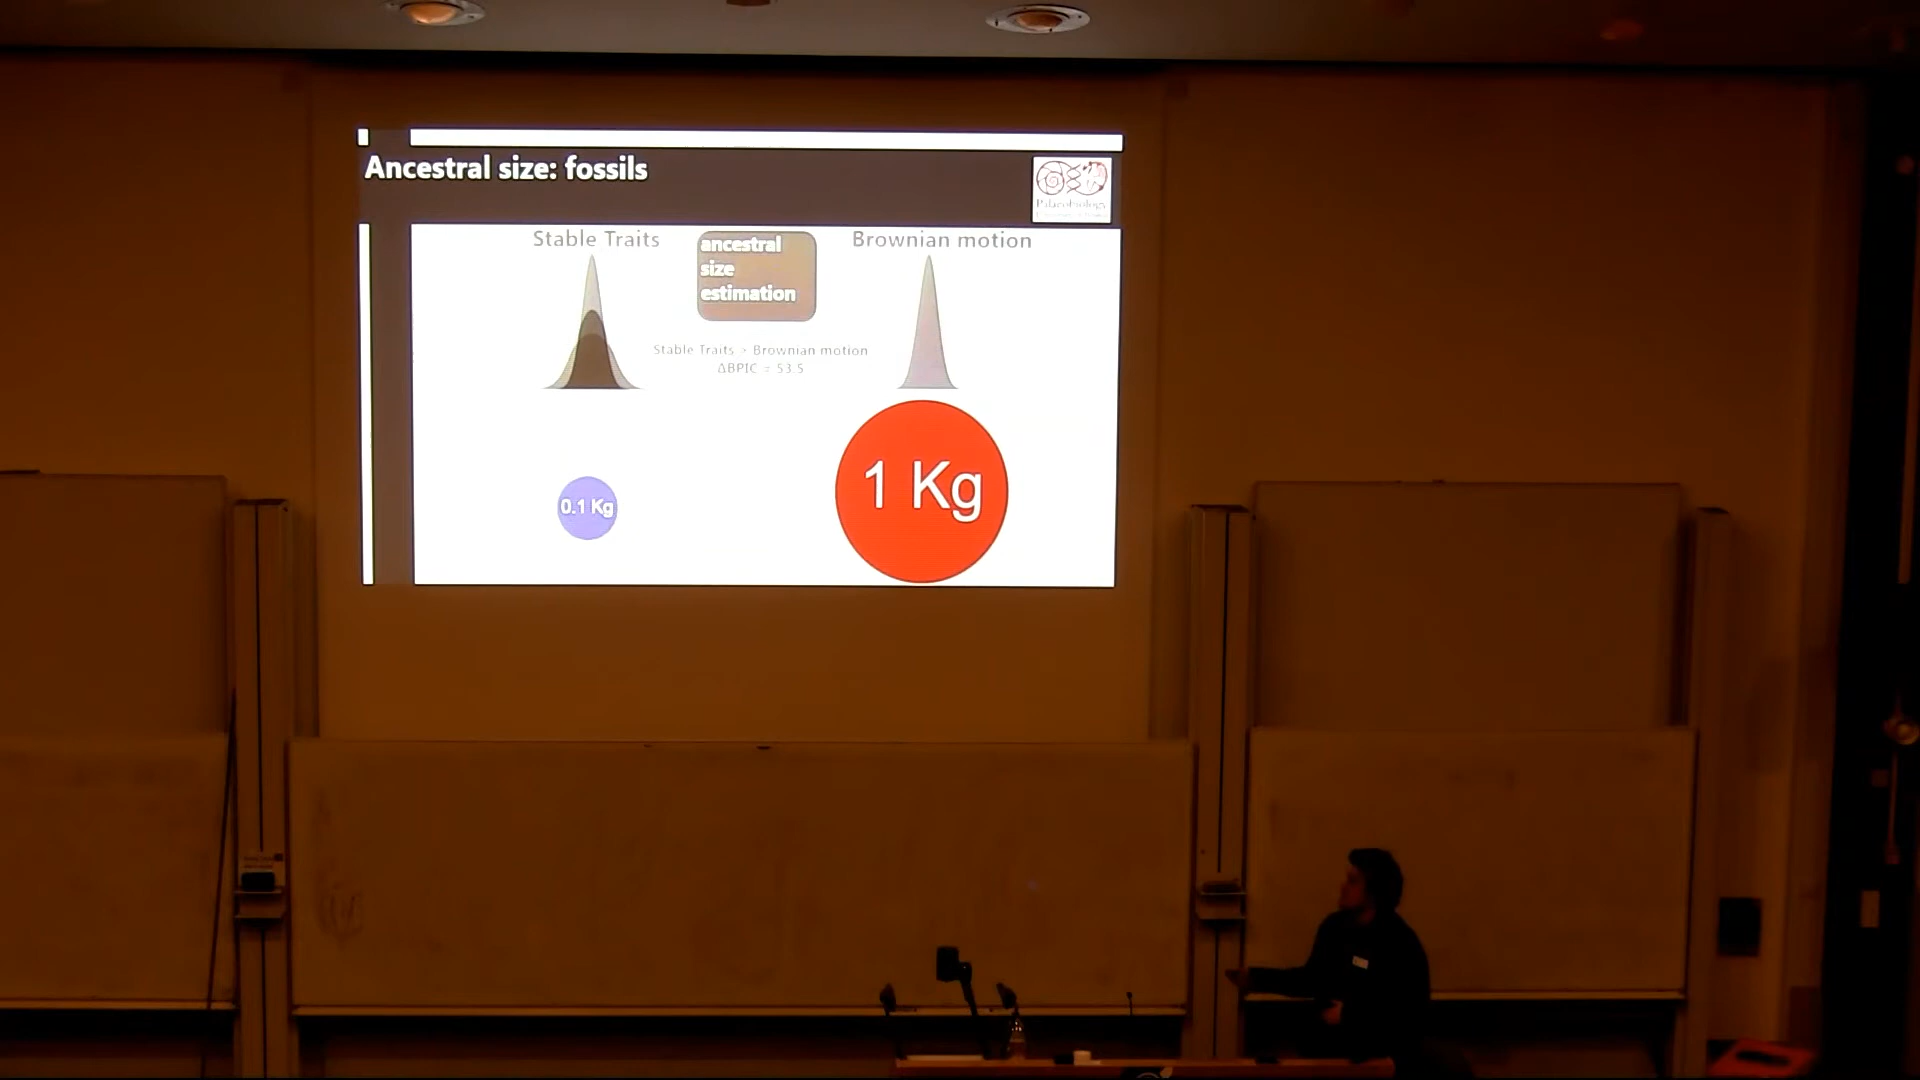 Ancestral size: fossils
Palaeobiology
Stable Traits
ancestral
size
estimation
Brownian motion
Stable Traits > Brownian motion
ΔBPIC = 53.5
0.1 Kg
1 Kg